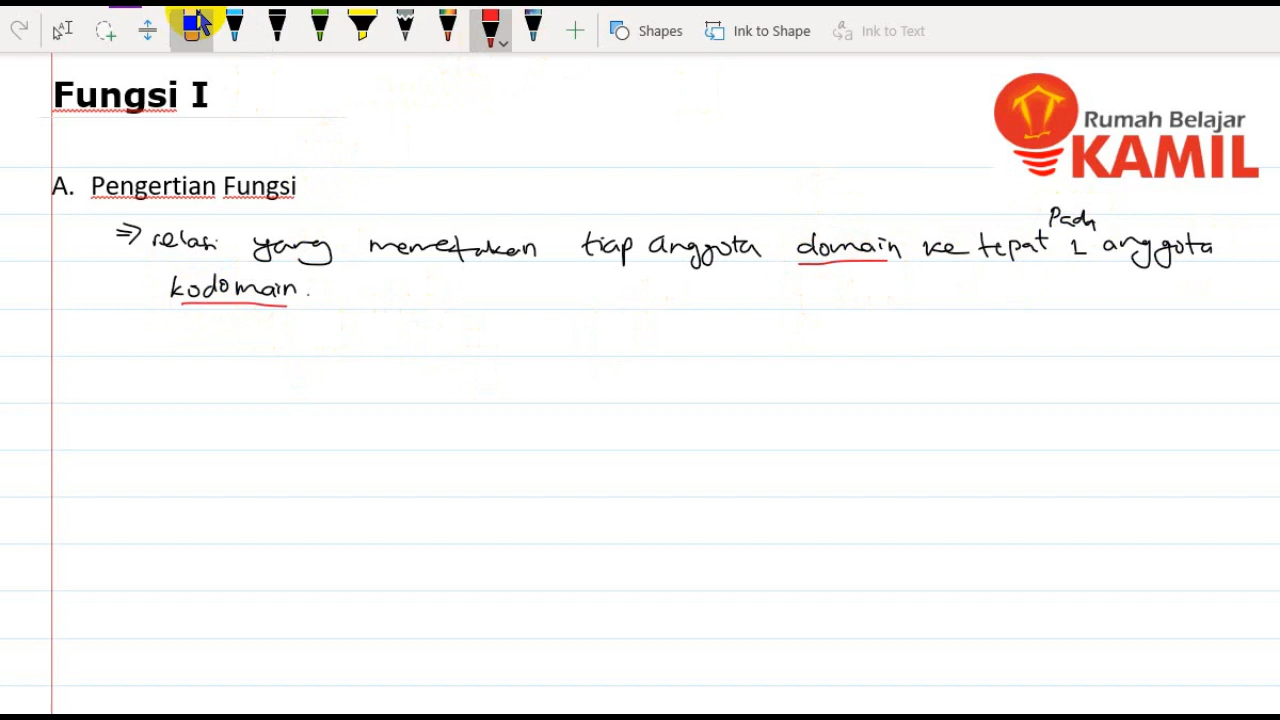 Shapes
Ink to Shape
Ink to Text
Fungsi I
Rumah Belajar
KAMIL
A. Pengertian Fungsi
⇒ relasi yang memetakan tiap anggota domain ke tepat pada 1 anggota
kodomain.